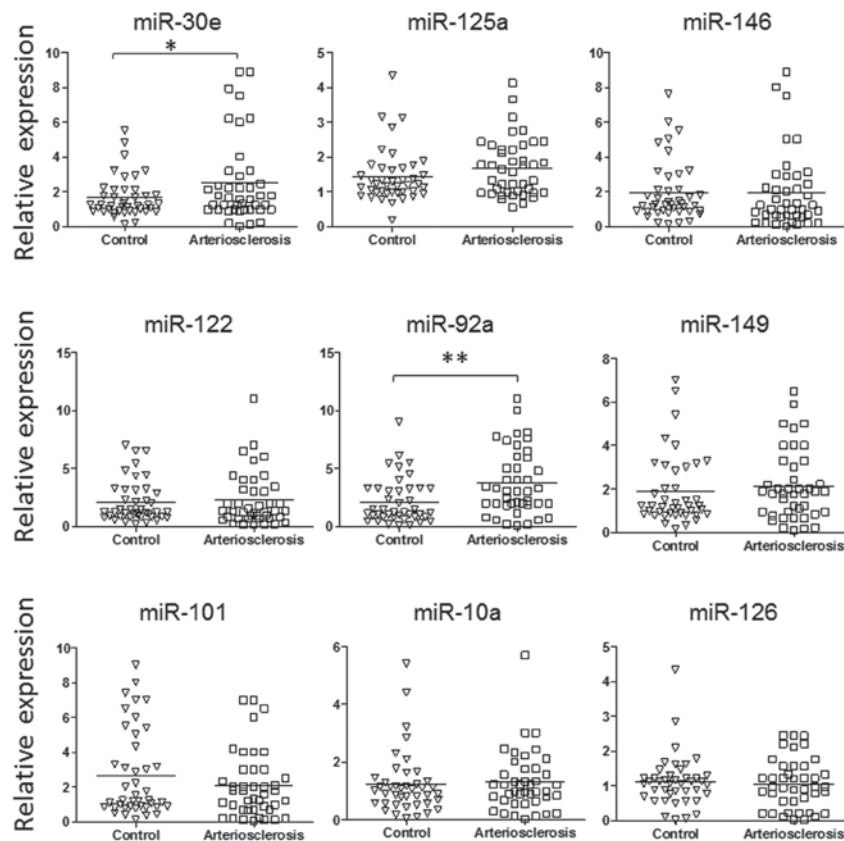 miR-30e miR-125a miR-146
Relative expression
10 8 6 4 2 0
*
Control Arteriosclerosis
5 4 3 2 1 0
Control Arteriosclerosis
10 8 6 4 2 0
Control Arteriosclerosis
miR-122 miR-92a miR-149
Relative expression
15 10 5 0
Control Arteriosclerosis
15 10 5 0
**
Control Arteriosclerosis
8 6 4 2 0
Control Arteriosclerosis
miR-101 miR-10a miR-126
Relative expression
10 8 6 4 2 0
Control Arteriosclerosis
6 4 2 0
Control Arteriosclerosis
5 4 3 2 1 0
Control Arteriosclerosis